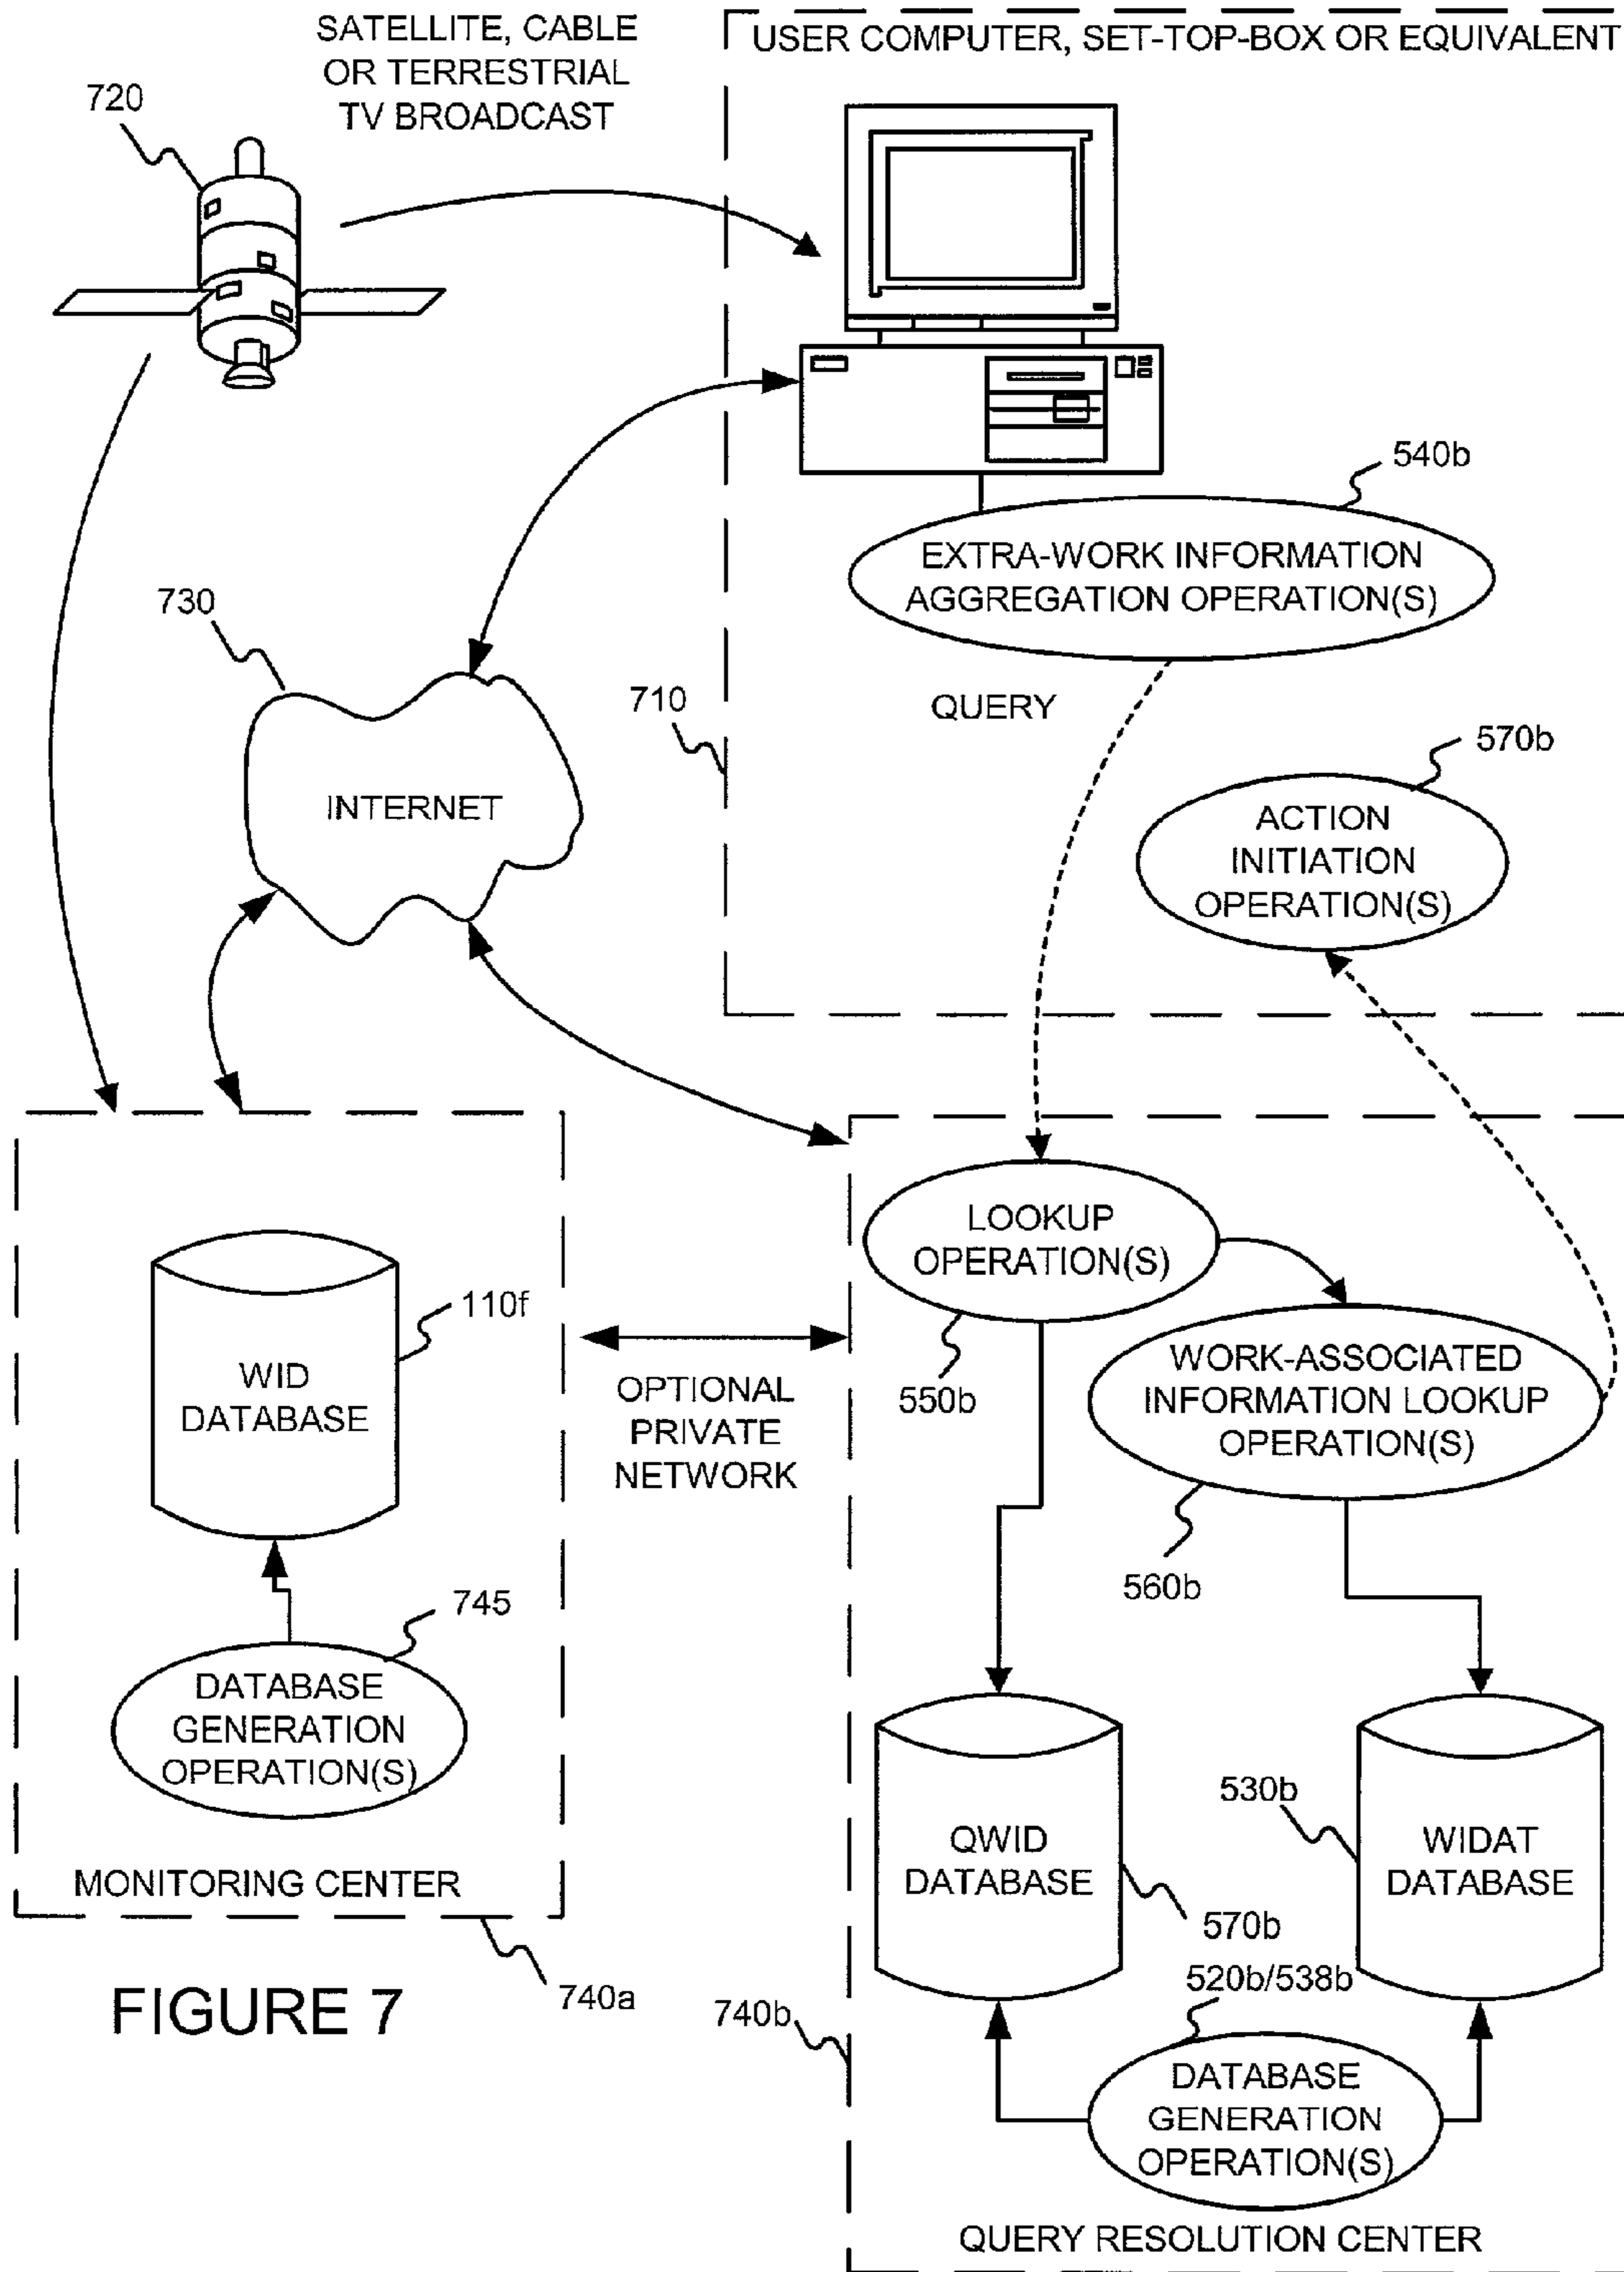 SATELLITE, CABLE
OR TERRESTRIAL
TV BROADCAST
720
USER COMPUTER, SET-TOP-BOX OR EQUIVALENT
540b
EXTRA-WORK INFORMATION
AGGREGATION OPERATION(S)
730
INTERNET
710
QUERY
570b
ACTION
INITIATION
OPERATION(S)
110f
WID
DATABASE
745
DATABASE
GENERATION
OPERATION(S)
MONITORING CENTER
740a
OPTIONAL
PRIVATE
NETWORK
LOOKUP
OPERATION(S)
550b
WORK-ASSOCIATED
INFORMATION LOOKUP
OPERATION(S)
560b
QWID
DATABASE
570b
530b
WIDAT
DATABASE
520b/538b
740b
DATABASE
GENERATION
OPERATION(S)
QUERY RESOLUTION CENTER
FIGURE 7